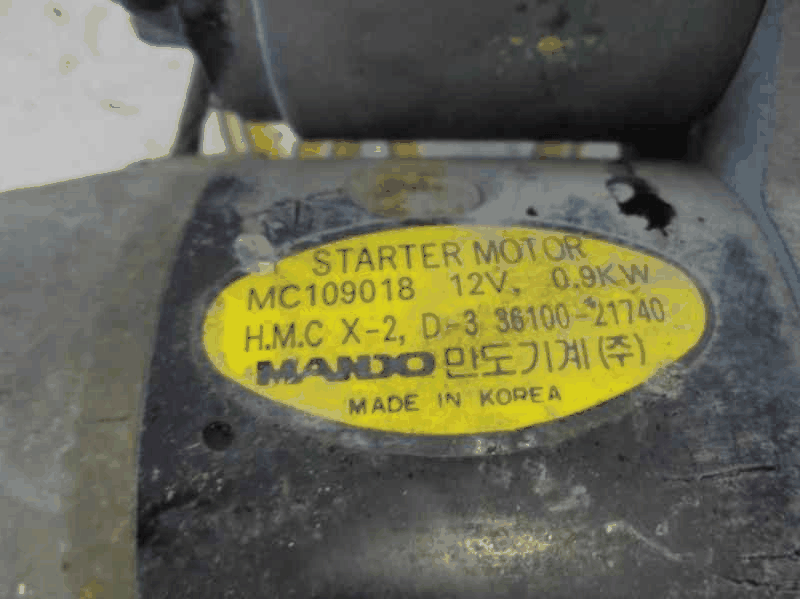 STARTER MOTOR
MC109018 12V, 0.9KW
H.M.C X-2, D-3 36100-21740
MANDO 만도기계(주)
MADE IN KOREA